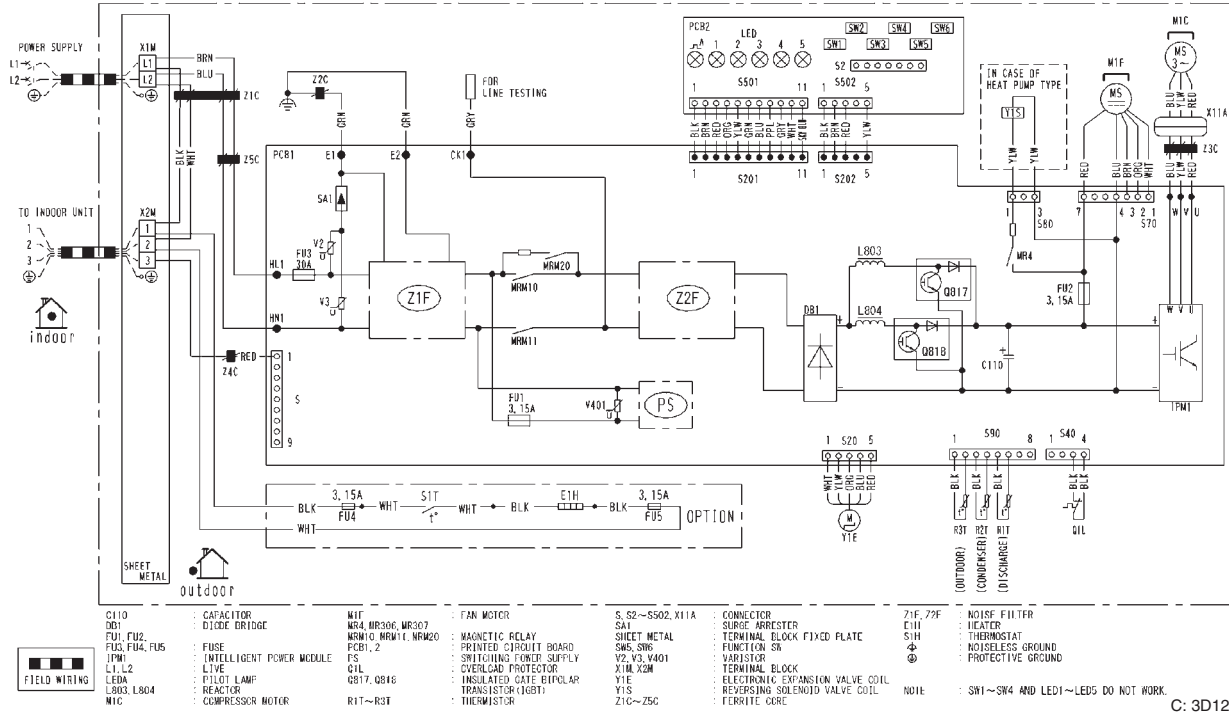 POWER SUPPLY
L1
L2
X1M
L1
L2
BRN
BLU
Z1C
BLK
WHT
Z5C
TO INDOOR UNIT
1
2
3
X2M
1
2
3
indoor
outdoor
SHEET METAL
RED
Z4C
Z2C
GRN
GRN
FOR LINE TESTING
GRY
PCB1
E1
E2
CK1
SA1
V2
FU3
30A
HL1
V3
HN1
1
S
9
Z1F
MRM20
MRM10
MRM11
FU1
3,15A
V401
PS
Z2F
PCB2
LED
A 1 2 3 4 5
SW2 SW4 SW6
SW1 SW3 SW5
S2
S501
1 11
S502
1 5
BLK BRN RED ORG YLW GRN BLU PPL GRY WHT SKY BLU
BLK BRN RED YLW
1 S201 11
1 S202 5
IN CASE OF HEAT PUMP TYPE
Y1S
YLW
YLW
1 3
S80
MR4
M1F
MS
RED BLU BRN ORG WHT
7 4 3 2 1
S70
FU2
3,15A
M1C
MS
3~
BLU YLW RED
X11A
Z3C
BLU YLW RED
W V U
W V U
IPM1
L803
Q817
L804
Q818
DB1
C110
1 S20 5
WHT YLW ORG BLU RED
M
Y1E
1 S90 8
BLK BLK BLK
R3T R2T R1T
(OUTDOOR)
(CONDENSER)
(DISCHARGE)
1 S40 4
BLK BLK
Q1L
BLK
3,15A
FU4
WHT
S1T
t°
WHT
BLK
E1H
BLK
3,15A
FU5
OPTION
WHT
FIELD WIRING
C110 : CAPACITOR
DB1 : DIODE BRIDGE
FU1, FU2,
FU3, FU4, FU5 : FUSE
IPM1 : INTELLIGENT POWER MODULE
L1, L2 : LIVE
LEDA : PILOT LAMP
L803, L804 : REACTOR
M1C : COMPRESSOR MOTOR
M1F : FAN MOTOR
MR4, MR306, MR307
MRM10, MRM11, MRM20 : MAGNETIC RELAY
PCB1, 2 : PRINTED CIRCUIT BOARD
PS : SWITCHING POWER SUPPLY
Q1L : OVERLOAD PROTECTOR
Q817, Q818 : INSULATED GATE BIPOLAR
TRANSISTOR (IGBT)
R1T～R3T : THERMISTOR
S, S2～S502, X11A : CONNECTOR
SA1 : SURGE ARRESTER
SHEET METAL : TERMINAL BLOCK FIXED PLATE
SW5, SW6 : FUNCTION SW
V2, V3, V401 : VARISTOR
X1M, X2M : TERMINAL BLOCK
Y1E : ELECTRONIC EXPANSION VALVE COIL
Y1S : REVERSING SOLENOID VALVE COIL
Z1C～Z5C : FERRITE CORE
Z1F, Z2F : NOISE FILTER
E1H : HEATER
S1H : THERMOSTAT
: NOISELESS GROUND
: PROTECTIVE GROUND
NOTE : SW1～SW4 AND LED1～LED5 DO NOT WORK.
C: 3D12